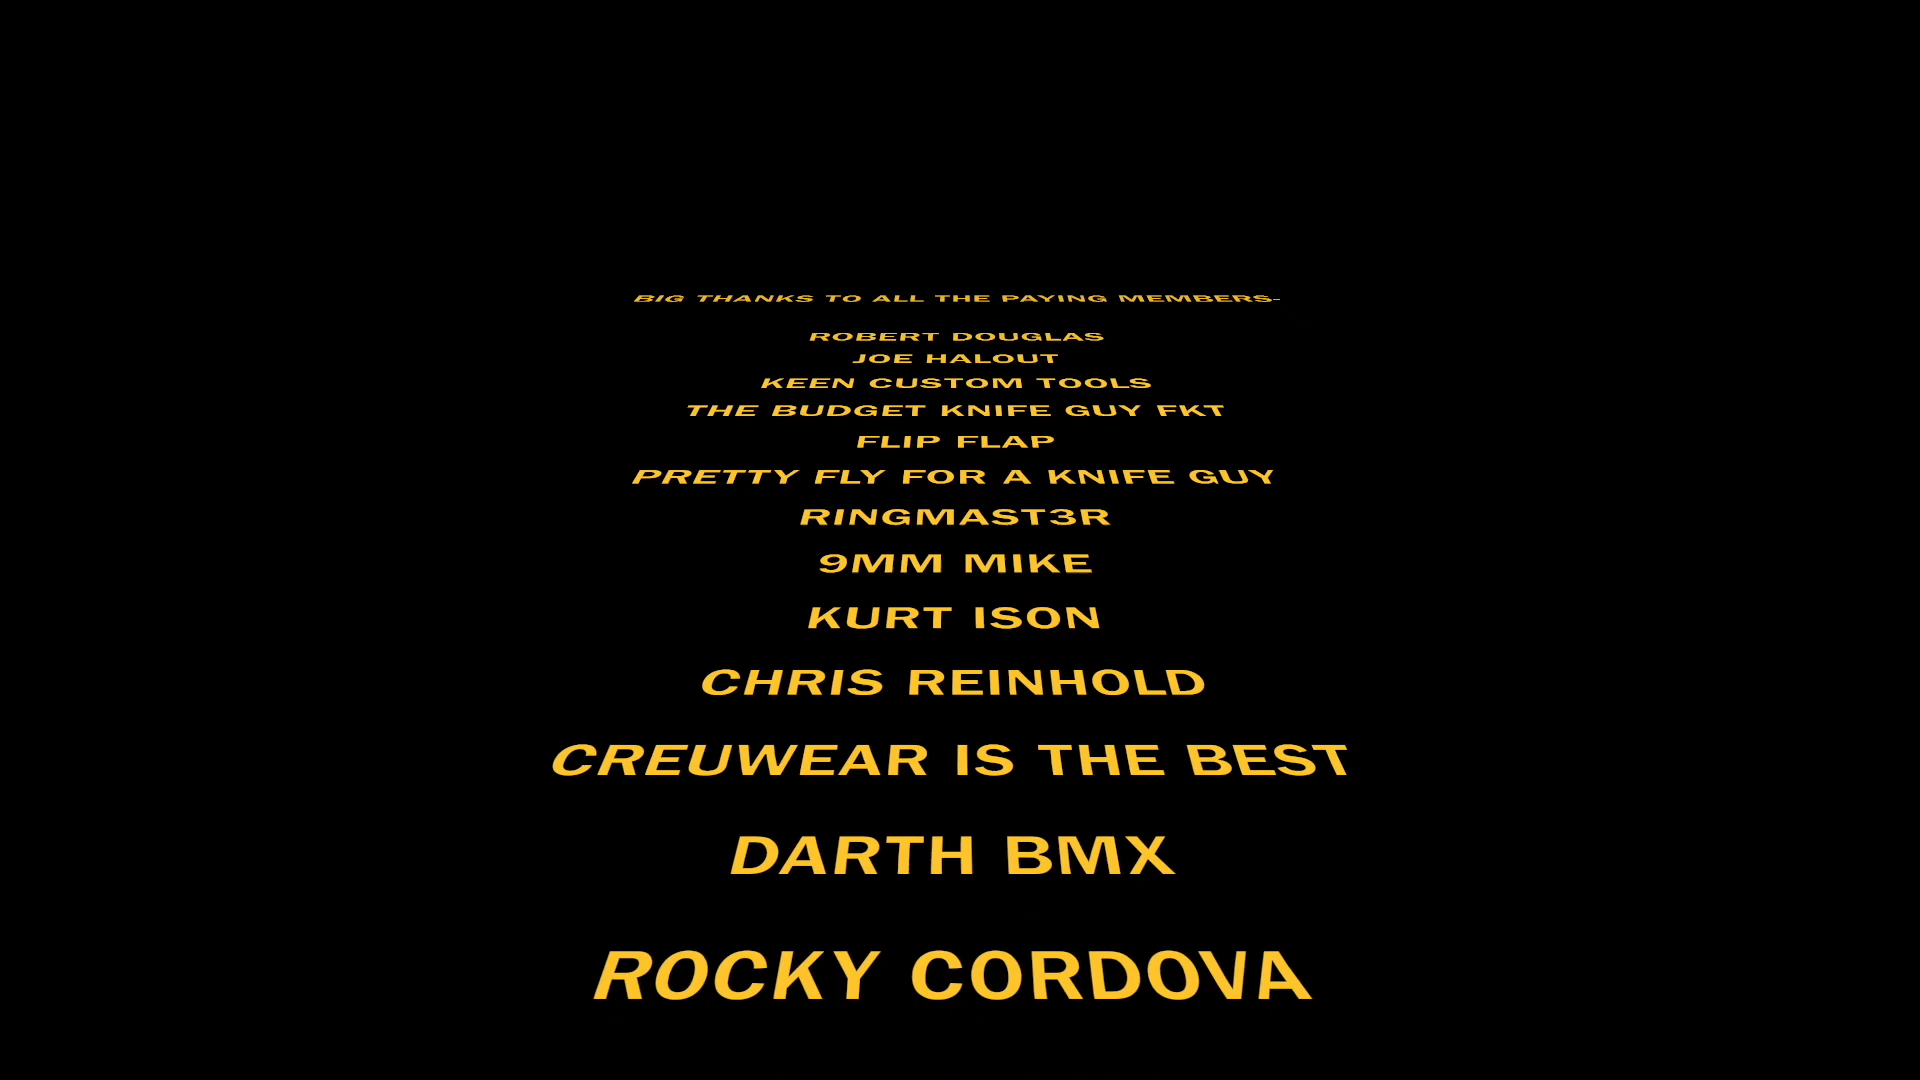 BIG THANKS TO ALL THE PAYING MEMBERS-
ROBERT DOUGLAS
JOE HALOUT
KEEN CUSTOM TOOLS
THE BUDGET KNIFE GUY FKT
FLIP FLAP
PRETTY FLY FOR A KNIFE GUY
RINGMAST3R
9MM MIKE
KURT ISON
CHRIS REINHOLD
CREUWEAR IS THE BEST
DARTH BMX
ROCKY CORDOVA